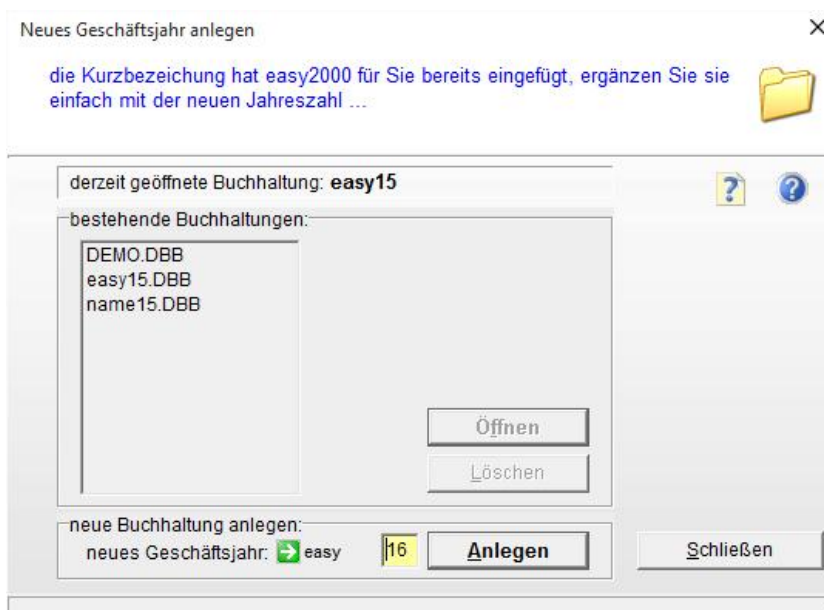 Neues Geschäftsjahr anlegen
die Kurzbezeichung hat easy2000 für Sie bereits eingefügt, ergänzen Sie sie
einfach mit der neuen Jahreszahl ...
derzeit geöffnete Buchhaltung: easy15
bestehende Buchhaltungen:
DEMO.DBB
easy15.DBB
name15.DBB
Öffnen
Löschen
neue Buchhaltung anlegen:
neues Geschäftsjahr: easy 16 Anlegen Schließen